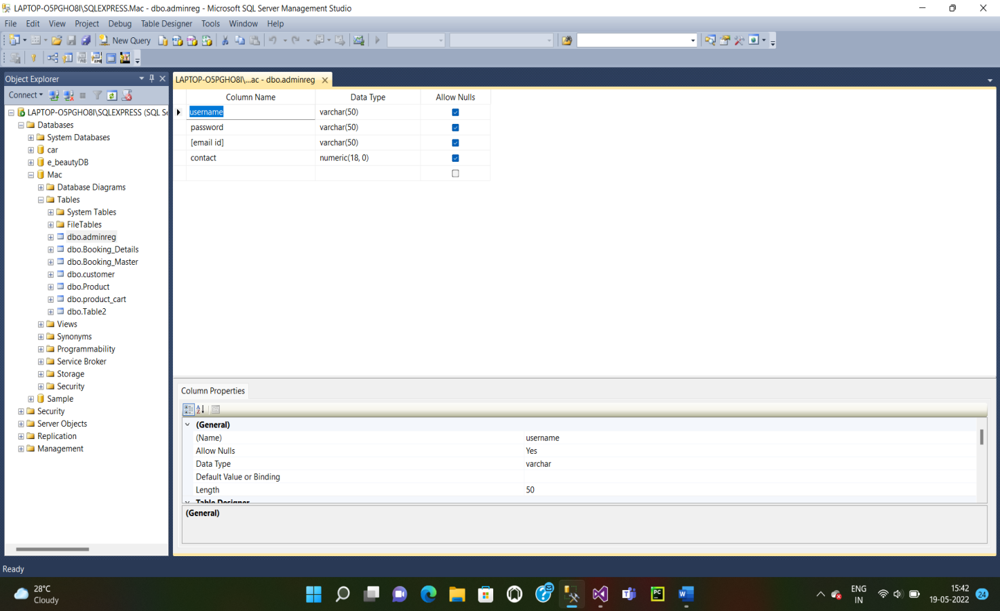 LAPTOP-O5PGHO8I\SQLEXPRESS.Mac - dbo.adminreg - Microsoft SQL Server Management Studio
File Edit View Project Debug Table Designer Tools Window Help
New Query
Object Explorer
Connect
LAPTOP-O5PGHO8I\SQLEXPRESS (SQL Se
Databases
System Databases
car
e_beautyDB
Mac
Database Diagrams
Tables
System Tables
FileTables
dbo.adminreg
dbo.Booking_Details
dbo.Booking_Master
dbo.customer
dbo.Product
dbo.product_cart
dbo.Table2
Views
Synonyms
Programmability
Service Broker
Storage
Security
Sample
Security
Server Objects
Replication
Management
LAPTOP-O5PGHO8I\...ac - dbo.adminreg
Column Name Data Type Allow Nulls
username varchar(50)
password varchar(50)
[email id] varchar(50)
contact numeric(18, 0)
Column Properties
(General)
(Name) username
Allow Nulls Yes
Data Type varchar
Default Value or Binding
Length 50
Table Designer
(General)
Ready
28°C
Cloudy
ENG
IN
15:42
19-05-2022
24